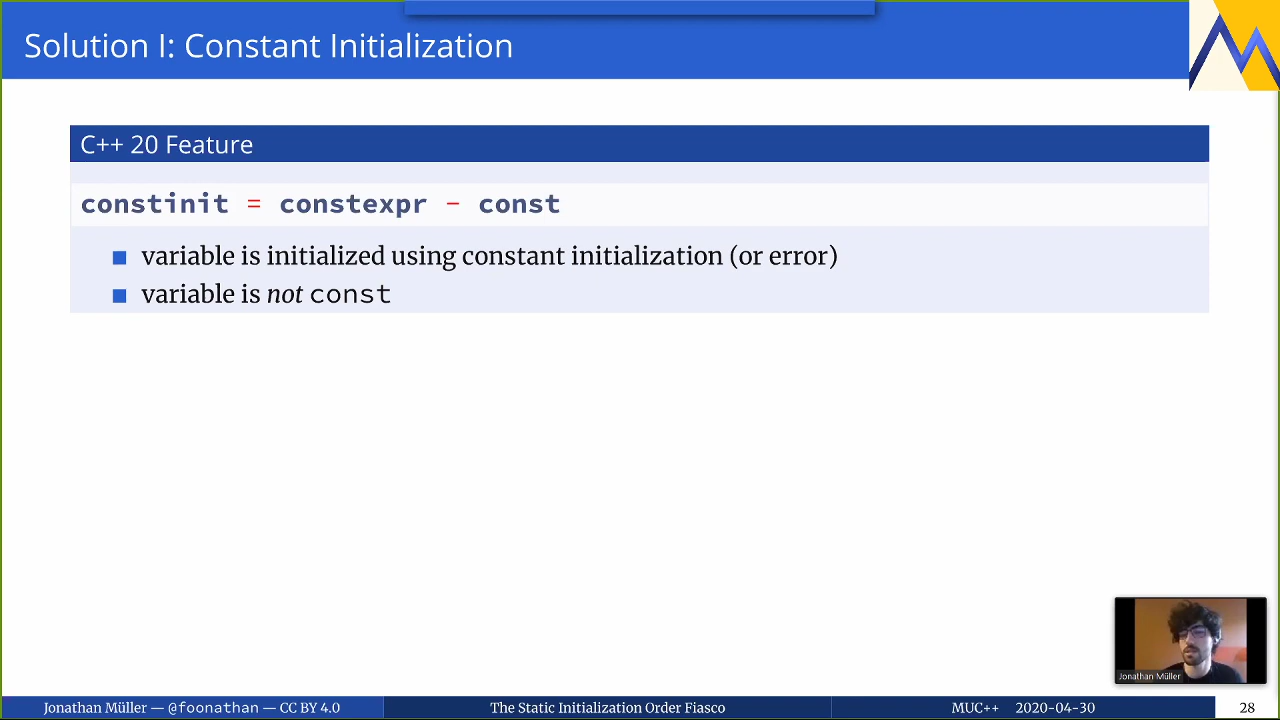 Solution I: Constant Initialization
C++ 20 Feature
constinit = constexpr - const
variable is initialized using constant initialization (or error)
variable is not const
Jonathan Müller
Jonathan Müller — @foonathan — CC BY 4.0
The Static Initialization Order Fiasco
MUC++ 2020-04-30
28